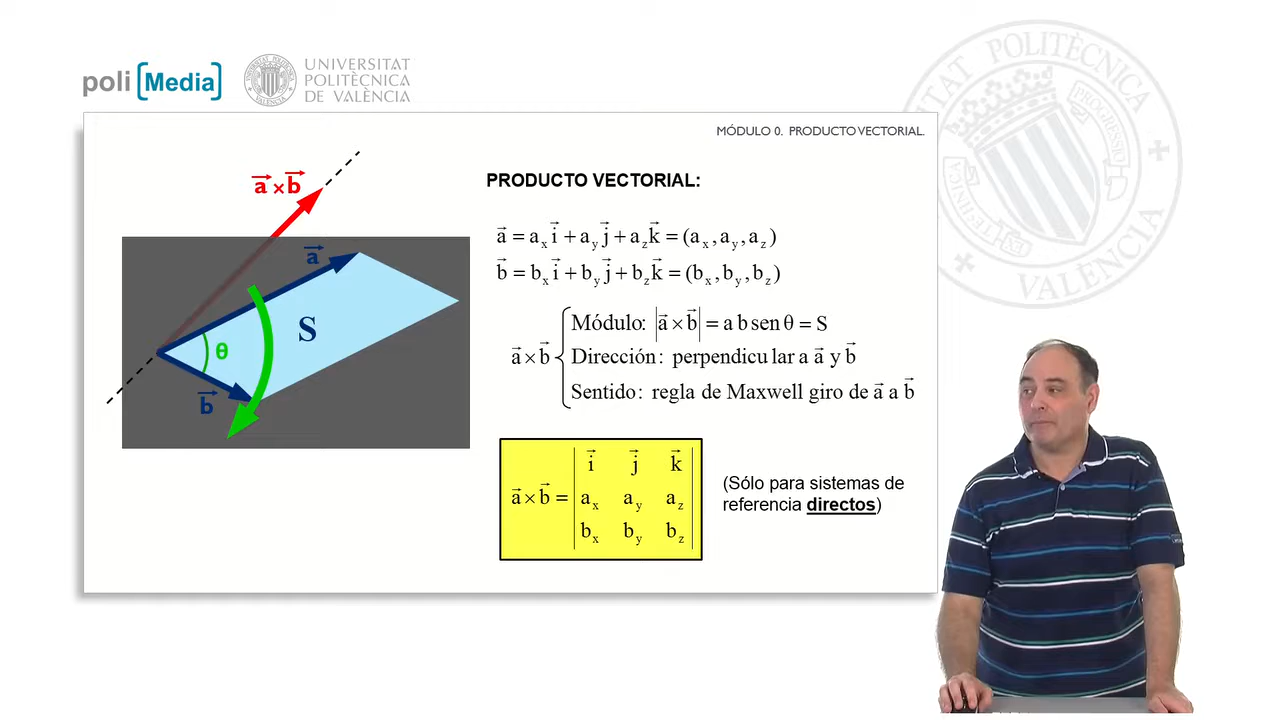 poli [Media]
UNIVERSITAT
POLITÈCNICA
DE VALÈNCIA
MÓDULO 0. PRODUCTO VECTORIAL.
PRODUCTO VECTORIAL:
a⃗ × b⃗
a⃗
S
θ
b⃗
a⃗ = aₓ i⃗ + a_y j⃗ + a_z k⃗ = (aₓ, a_y, a_z)
b⃗ = bₓ i⃗ + b_y j⃗ + b_z k⃗ = (bₓ, b_y, b_z)
Módulo: |a⃗ × b⃗| = a b sen θ = S
a⃗ × b⃗ { Dirección: perpendicu lar a a⃗ y b⃗
Sentido: regla de Maxwell giro de a⃗ a b⃗
i⃗ j⃗ k⃗
a⃗ × b⃗ = aₓ a_y a_z
bₓ b_y b_z
(Sólo para sistemas de
referencia directos)